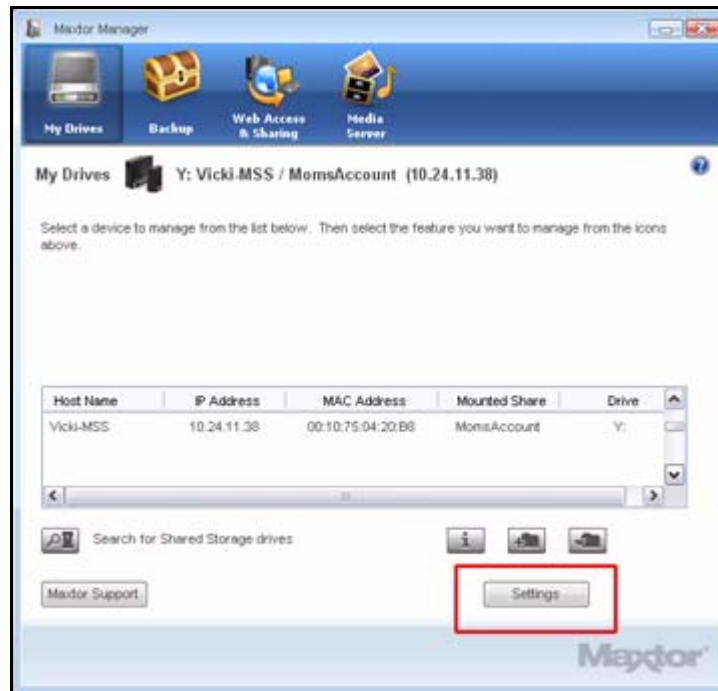 Maxtor Manager
My Drives
Backup
Web Access
& Sharing
Media
Server
My Drives Y: Vicki-MSS / MomsAccount (10.24.11.38)
Select a device to manage from the list below. Then select the feature you want to manage from the icons
above.
Host Name IP Address MAC Address Mounted Share Drive
Vicki-MSS 10.24.11.38 00:10:75:04:20:B8 MomsAccount Y:
Search for Shared Storage drives
i
Maxtor Support
Settings
Maxtor